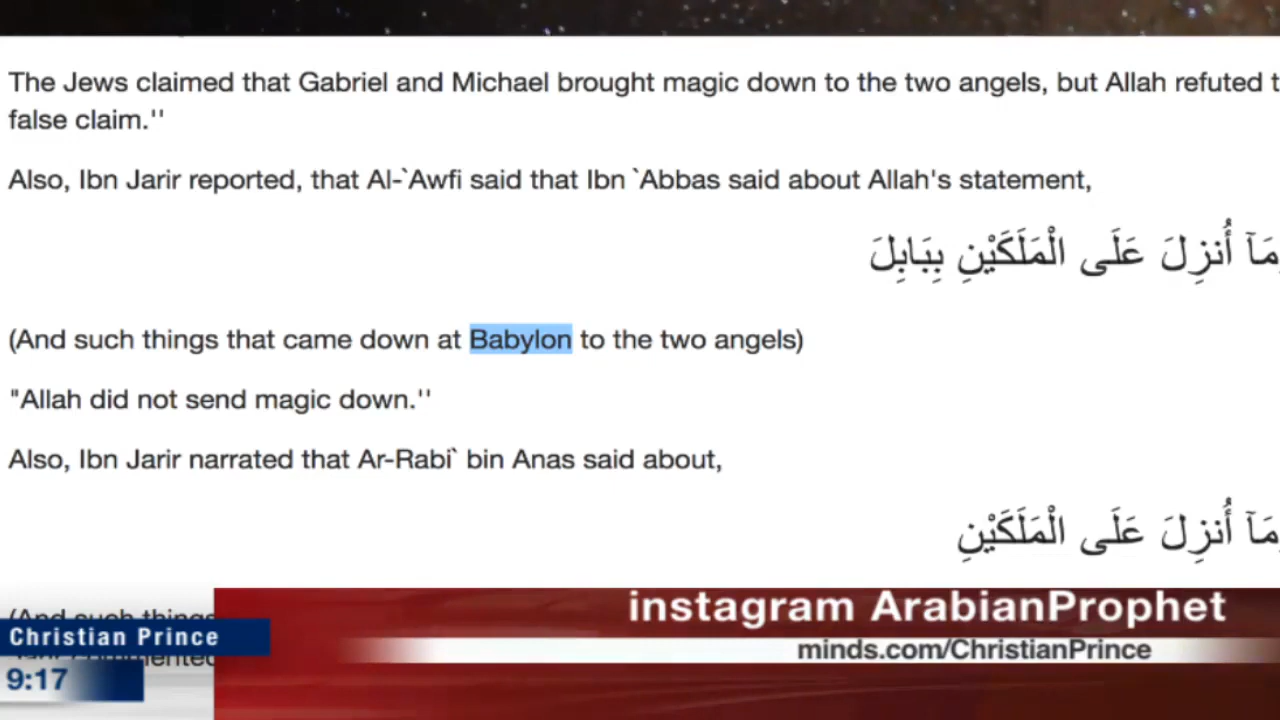 The Jews claimed that Gabriel and Michael brought magic down to the two angels, but Allah refuted
false claim.''
Also, Ibn Jarir reported, that Al-`Awfi said that Ibn `Abbas said about Allah's statement,
مَآ أُنزِلَ عَلَى الْمَلَكَيْنِ بِبَابِلَ
(And such things that came down at Babylon to the two angels)
"Allah did not send magic down.''
Also, Ibn Jarir narrated that Ar-Rabi` bin Anas said about,
مَآ أُنزِلَ عَلَى الْمَلَكَيْنِ
(And such things
instagram ArabianProphet
Christian Prince
minds.com/ChristianPrince
9:17